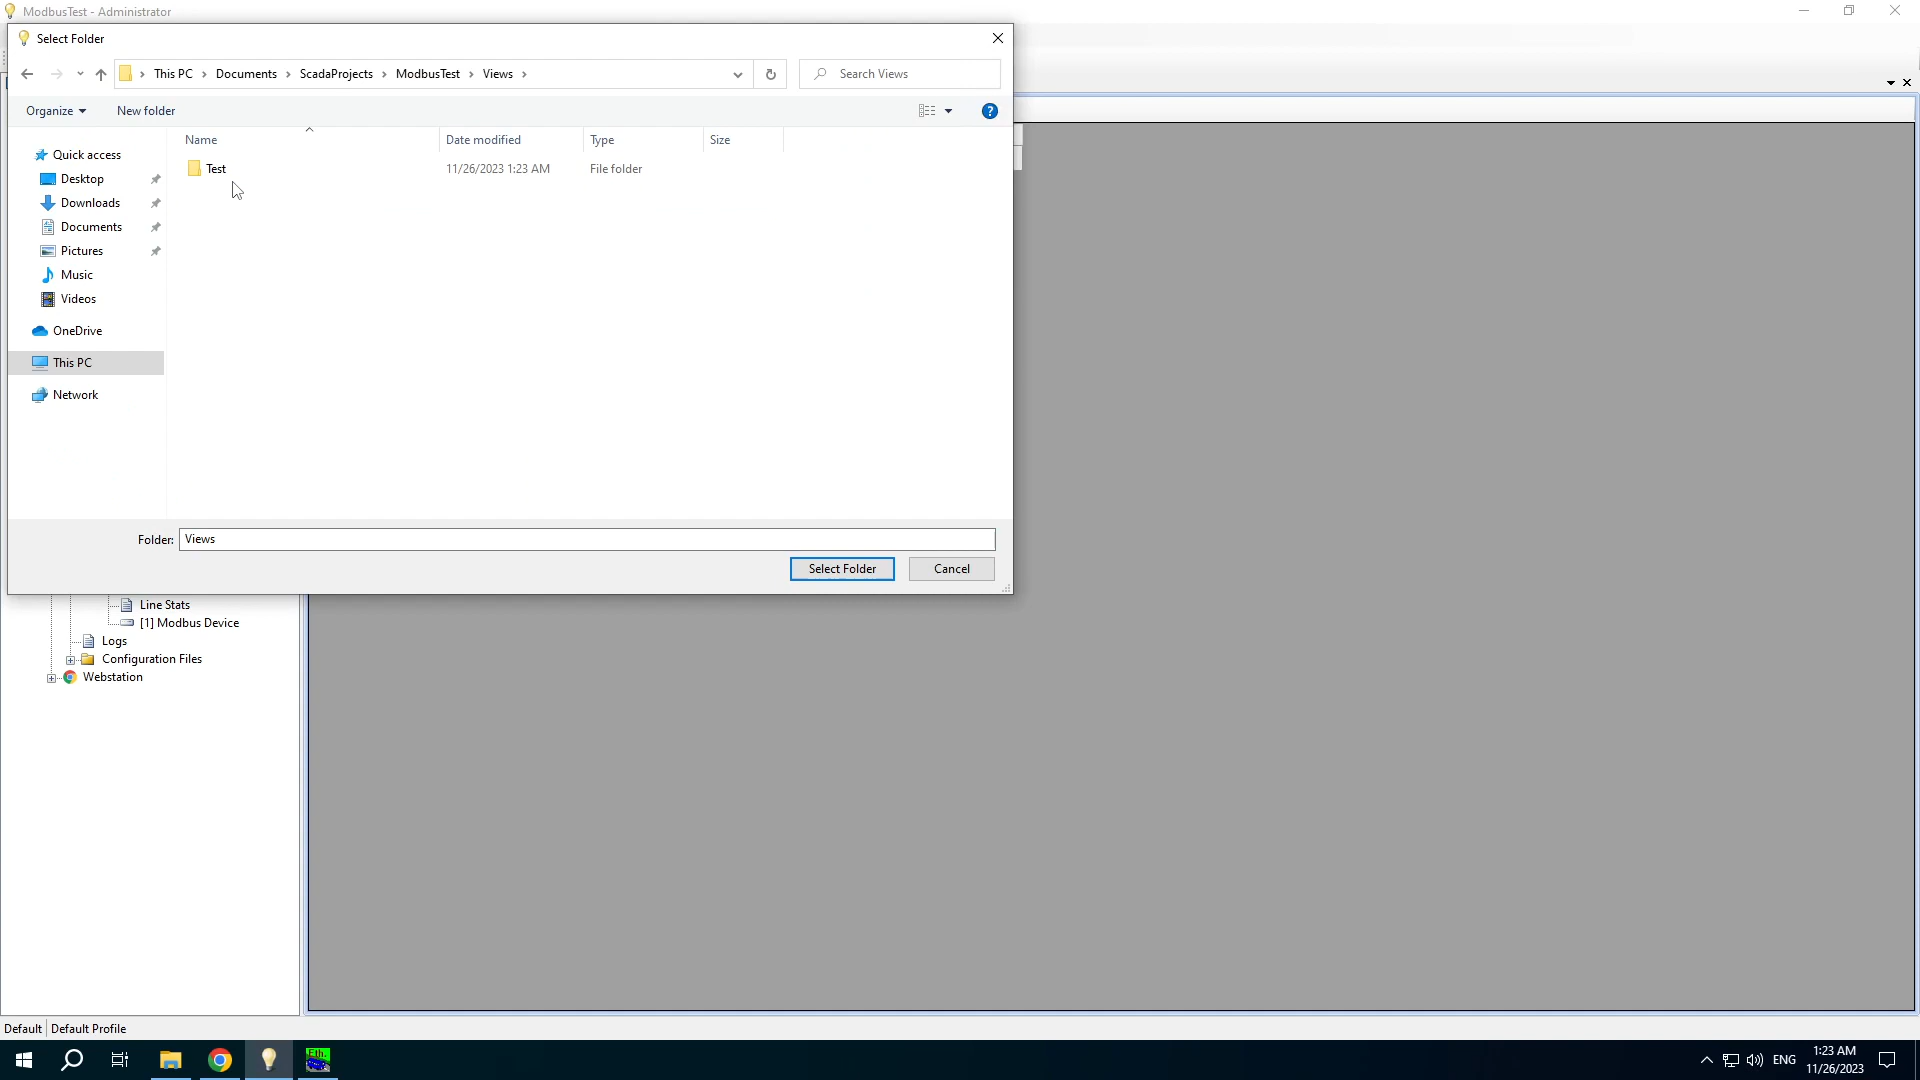 ModbusTest - Administrator
Select Folder
This PC > Documents > ScadaProjects > ModbusTest > Views >
Search Views
Organize
New folder
Name
Date modified
Type
Size
Quick access
Test
11/26/2023 1:23 AM
File folder
Desktop
Downloads
Documents
Pictures
Music
Videos
OneDrive
This PC
Network
Folder:
Views
Select Folder
Cancel
Line Stats
[1] Modbus Device
Logs
Configuration Files
Webstation
Default
Default Profile
Eth.
ENG
1:23 AM
11/26/2023